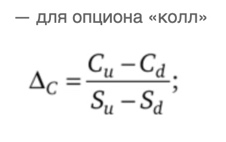 — для опциона «колл»
Δ_C = (C_u − C_d) / (S_u − S_d);